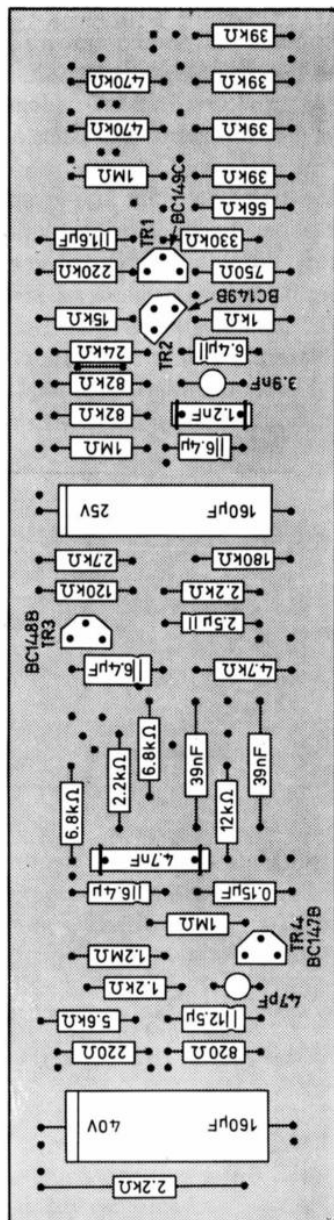 39kΩ
470kΩ 39kΩ
470kΩ 39kΩ
1MΩ 39kΩ
BC149C
56kΩ
TR1
1.6µF 330kΩ
220kΩ 750Ω
BC149B
15kΩ 1kΩ
TR2
24kΩ 6.4µ
82kΩ 3.9nF
82kΩ 1.2nF
1MΩ 6.4µ
25V 160µF
2.7kΩ 180kΩ
120kΩ 2.2kΩ
BC148B
TR3
2.5µ
6.4µF 4.7kΩ
6.8kΩ
2.2kΩ
6.8kΩ
39nF
12kΩ
39nF
4.7nF
6.4µ 0.15µF
1MΩ
TR4
BC147B
1.2MΩ
1.2kΩ 47pF
5.6kΩ 12.5µ
220Ω 820Ω
40V 160µF
2.2kΩ